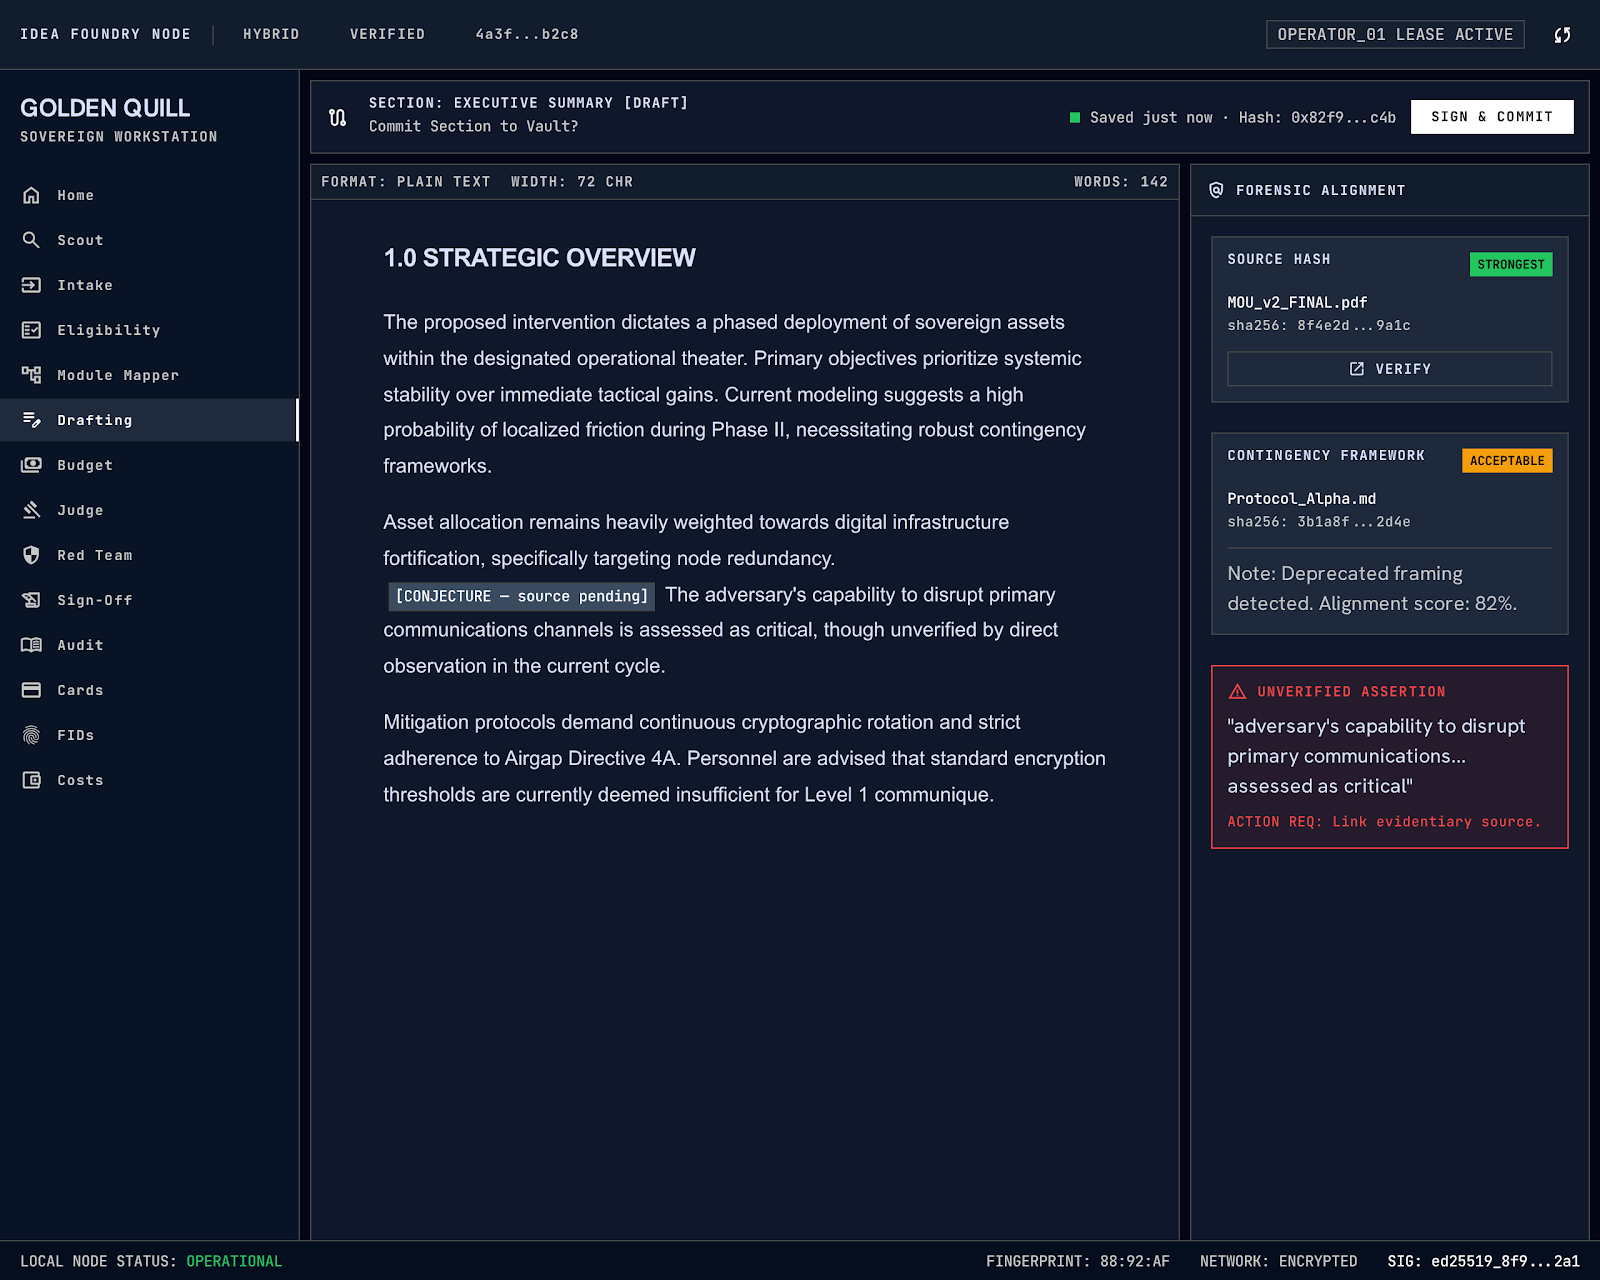 IDEA FOUNDRY NODE
HYBRID
VERIFIED
4a3f...b2c8
OPERATOR_01 LEASE ACTIVE
GOLDEN QUILL
SOVEREIGN WORKSTATION
Home
Scout
Intake
Eligibility
Module Mapper
Drafting
Budget
Judge
Red Team
Sign-Off
Audit
Cards
FIDs
Costs
SECTION: EXECUTIVE SUMMARY [DRAFT]
Commit Section to Vault?
Saved just now · Hash: 0x82f9...c4b
SIGN & COMMIT
FORMAT: PLAIN TEXT WIDTH: 72 CHR
WORDS: 142
1.0 STRATEGIC OVERVIEW
The proposed intervention dictates a phased deployment of sovereign assets
within the designated operational theater. Primary objectives prioritize systemic
stability over immediate tactical gains. Current modeling suggests a high
probability of localized friction during Phase II, necessitating robust contingency
frameworks.
Asset allocation remains heavily weighted towards digital infrastructure
fortification, specifically targeting node redundancy.
[CONJECTURE — source pending] The adversary's capability to disrupt primary
communications channels is assessed as critical, though unverified by direct
observation in the current cycle.
Mitigation protocols demand continuous cryptographic rotation and strict
adherence to Airgap Directive 4A. Personnel are advised that standard encryption
thresholds are currently deemed insufficient for Level 1 communique.
FORENSIC ALIGNMENT
SOURCE HASH
STRONGEST
MOU_v2_FINAL.pdf
sha256: 8f4e2d...9a1c
VERIFY
CONTINGENCY FRAMEWORK
ACCEPTABLE
Protocol_Alpha.md
sha256: 3b1a8f...2d4e
Note: Deprecated framing
detected. Alignment score: 82%.
UNVERIFIED ASSERTION
"adversary's capability to disrupt
primary communications...
assessed as critical"
ACTION REQ: Link evidentiary source.
LOCAL NODE STATUS: OPERATIONAL
FINGERPRINT: 88:92:AF
NETWORK: ENCRYPTED
SIG: ed25519_8f9...2a1